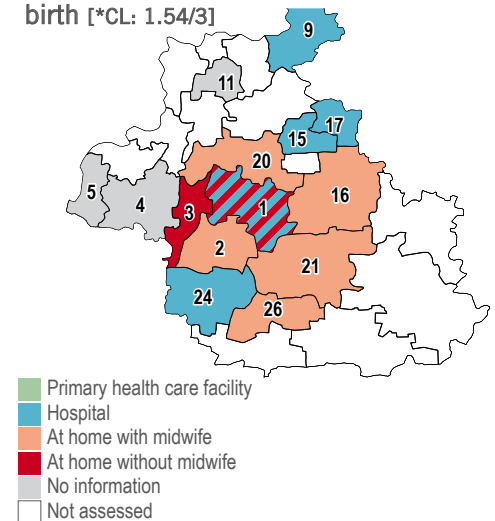 birth [*CL: 1.54/3]
9
11
17
15
20
5
16
4
3
1
2
21
24
26
Primary health care facility
Hospital
At home with midwife
At home without midwife
No information
Not assessed